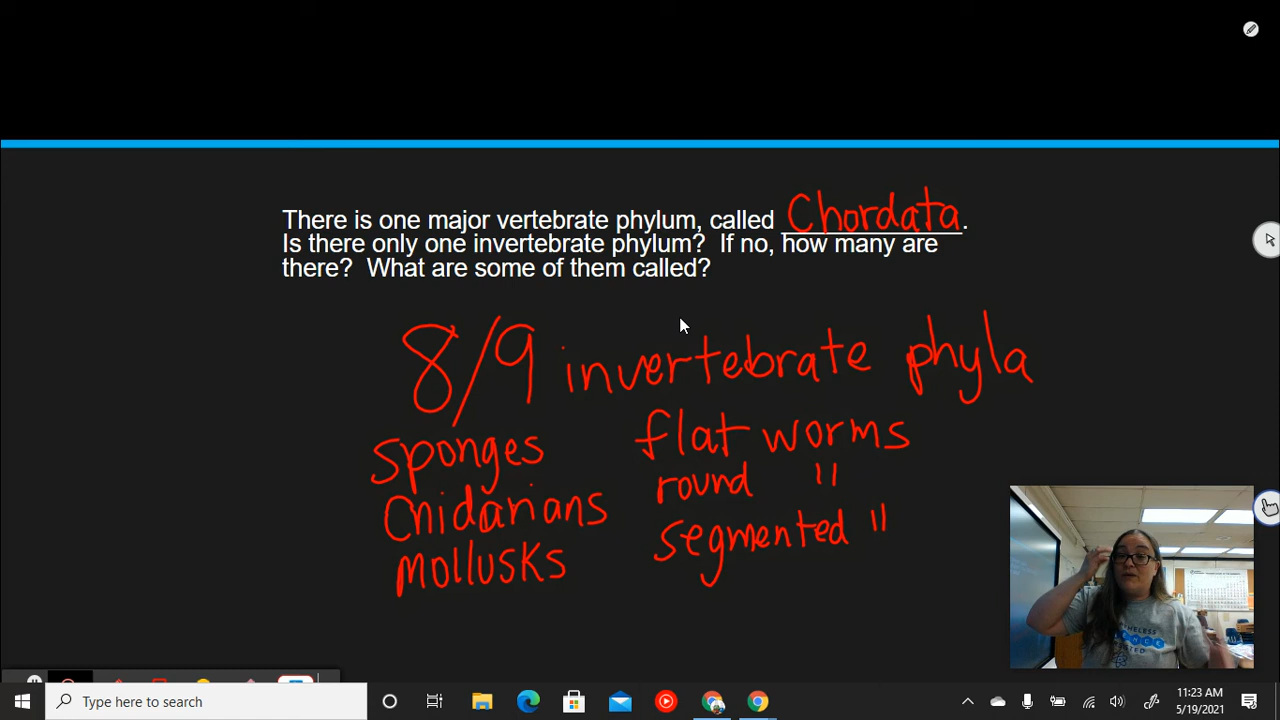 There is one major vertebrate phylum, called Chordata.
Is there only one invertebrate phylum? If no, how many are
there? What are some of them called?
8/9 invertebrate phyla
sponges flat worms
Cnidarians round "
Mollusks segmented "
Type here to search
11:23 AM
5/19/2021